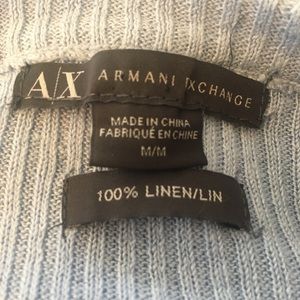 A|X ARMANI EXCHANGE
MADE IN CHINA
FABRIQUÉ EN CHINE
M/M
100% LINEN/LIN